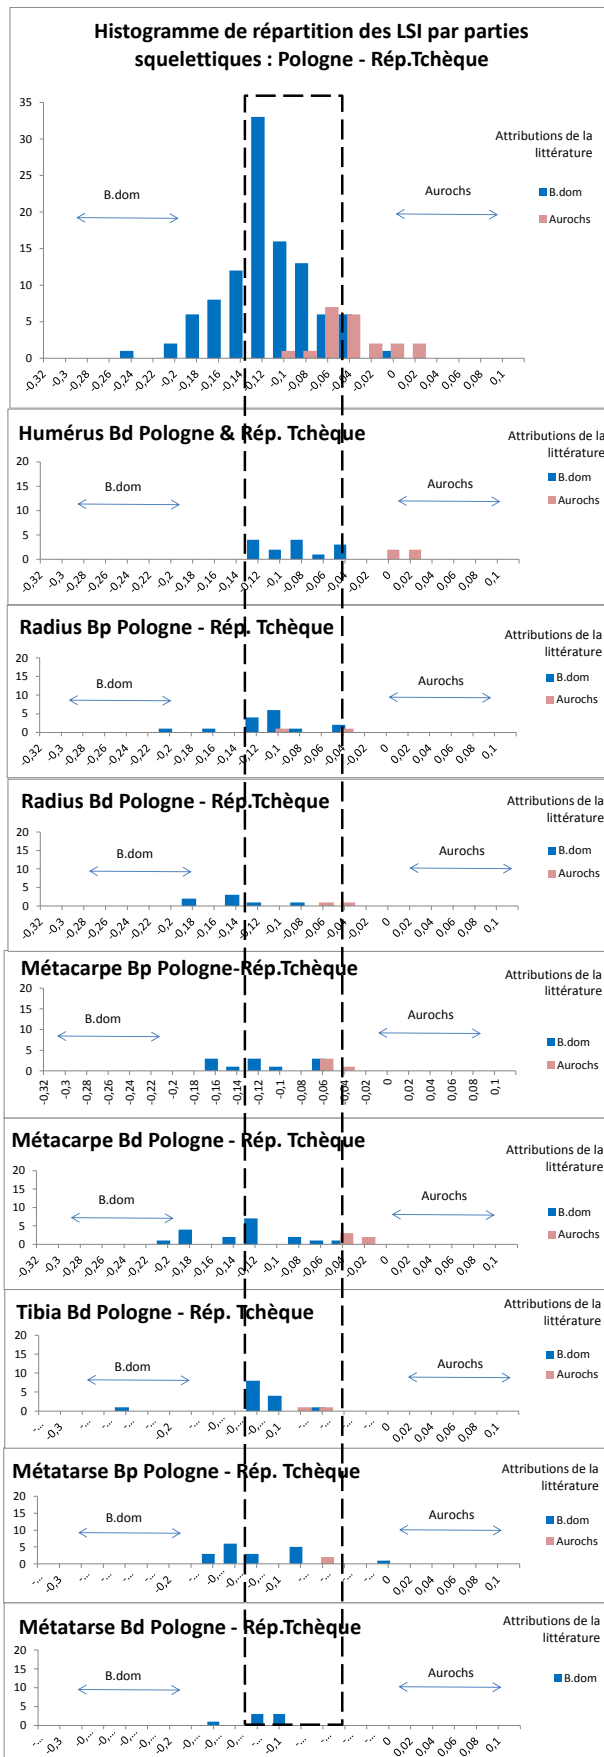 Histogramme de répartition des LSI par parties
squelettiques : Pologne - Rép.Tchèque
35
30
25
20
15
10
5
0
Attributions de la
littérature
B.dom
Aurochs
B.dom
Aurochs
-0,32 -0,3 -0,28 -0,26 -0,24 -0,22 -0,2 -0,18 -0,16 -0,14 -0,12 -0,1 -0,08 -0,06 -0,04 -0,02 0 0,02 0,04 0,06 0,08 0,1
Humérus Bd Pologne & Rép. Tchèque
Attributions de la
littérature
20
15
10
5
0
B.dom
Aurochs
B.dom
Aurochs
-0,32 -0,3 -0,28 -0,26 -0,24 -0,22 -0,2 -0,18 -0,16 -0,14 -0,12 -0,1 -0,08 -0,06 -0,04 -0,02 0 0,02 0,04 0,06 0,08 0,1
Radius Bp Pologne - Rép. Tchèque
Attributions de la
littérature
20
15
10
5
0
B.dom
Aurochs
B.dom
Aurochs
-0,32 -0,3 -0,28 -0,26 -0,24 -0,22 -0,2 -0,18 -0,16 -0,14 -0,12 -0,1 -0,08 -0,06 -0,04 -0,02 0 0,02 0,04 0,06 0,08 0,1
Radius Bd Pologne - Rép.Tchèque
Attributions de la
littérature
20
15
10
5
0
B.dom
Aurochs
B.dom
Aurochs
-0,32 -0,3 -0,28 -0,26 -0,24 -0,22 -0,2 -0,18 -0,16 -0,14 -0,12 -0,1 -0,08 -0,06 -0,04 -0,02 0 0,02 0,04 0,06 0,08 0,1
Métacarpe Bp Pologne-Rép.Tchèque
Attributions de la
littérature
20
15
10
5
0
B.dom
Aurochs
B.dom
Aurochs
-0,32 -0,3 -0,28 -0,26 -0,24 -0,22 -0,2 -0,18 -0,16 -0,14 -0,12 -0,1 -0,08 -0,06 -0,04 -0,02 0 0,02 0,04 0,06 0,08 0,1
Métacarpe Bd Pologne - Rép. Tchèque
Attributions de la
littérature
20
15
10
5
0
B.dom
Aurochs
B.dom
Aurochs
-0,32 -0,3 -0,28 -0,26 -0,24 -0,22 -0,2 -0,18 -0,16 -0,14 -0,12 -0,1 -0,08 -0,06 -0,04 -0,02 0 0,02 0,04 0,06 0,08 0,1
Tibia Bd Pologne - Rép. Tchèque
Attributions de la
littérature
20
15
10
5
0
B.dom
Aurochs
B.dom
Aurochs
-… -0,3 -… -… -… -… -0,2 -… -0,… -0,… -0,… -0,1 -… -… -… -… 0 0,02 0,04 0,06 0,08 0,1
Métatarse Bp Pologne - Rép. Tchèque
Attributions de la
littérature
20
15
10
5
0
B.dom
Aurochs
B.dom
Aurochs
-… -0,3 -… -… -… -… -0,2 -… -0,… -0,… -0,… -0,1 -… -… -… -… 0 0,02 0,04 0,06 0,08 0,1
Métatarse Bd Pologne - Rép.Tchèque
Attributions de la
littérature
20
15
10
5
0
B.dom
Aurochs
B.dom
-… -0,3 -0,… -0,… -0,… -0,… -0,2 -0,… -0,… -0,… -0,… -0,1 -… -… -… -… 0 0,02 0,04 0,06 0,08 0,1